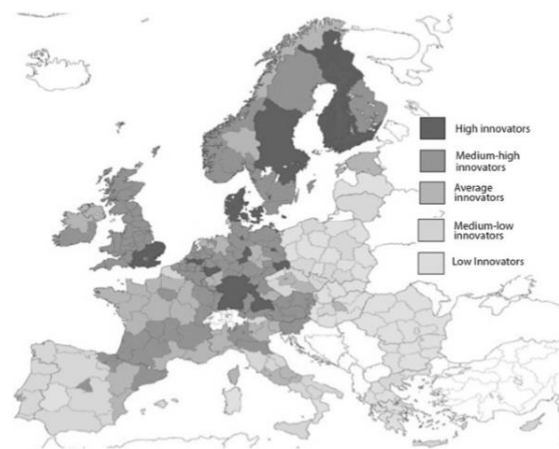 High innovators
Medium-high
innovators
Average
innovators
Medium-low
innovators
Low Innovators